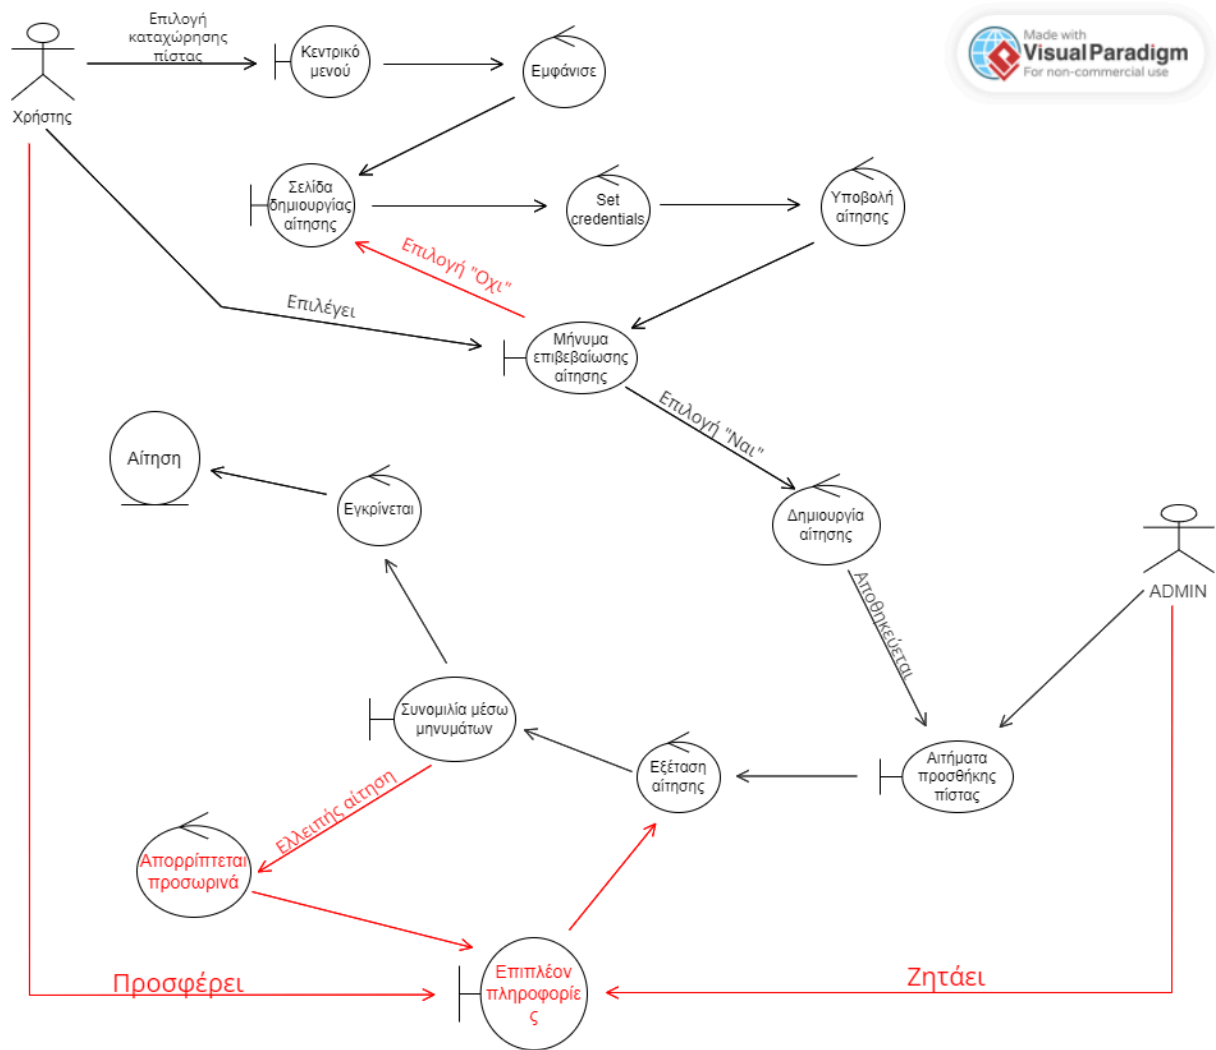 Επιλογή
καταχώρησης
πίστας
Made with
Visual Paradigm
For non-commercial use
Κεντρικό
μενού
Εμφάνισε
Χρήστης
Σελίδα
δημιουργίας
αίτησης
Set
credentials
Υποβολή
αίτησης
Επιλογή "Οχι"
Επιλέγει
Μήνυμα
επιβεβαίωσης
αίτησης
Επιλογή "Ναι"
Αίτηση
Εγκρίνεται
Δημιουργία
αίτησης
ADMIN
Αποθηκεύεται
Συνομιλία μέσω
μηνυμάτων
Εξέταση
αίτησης
Αιτήματα
προσθήκης
πίστας
Ελλειπής αίτηση
Απορρίπτεται
προσωρινά
Επιπλέον
πληροφορίε
ς
Προσφέρει
Ζητάει